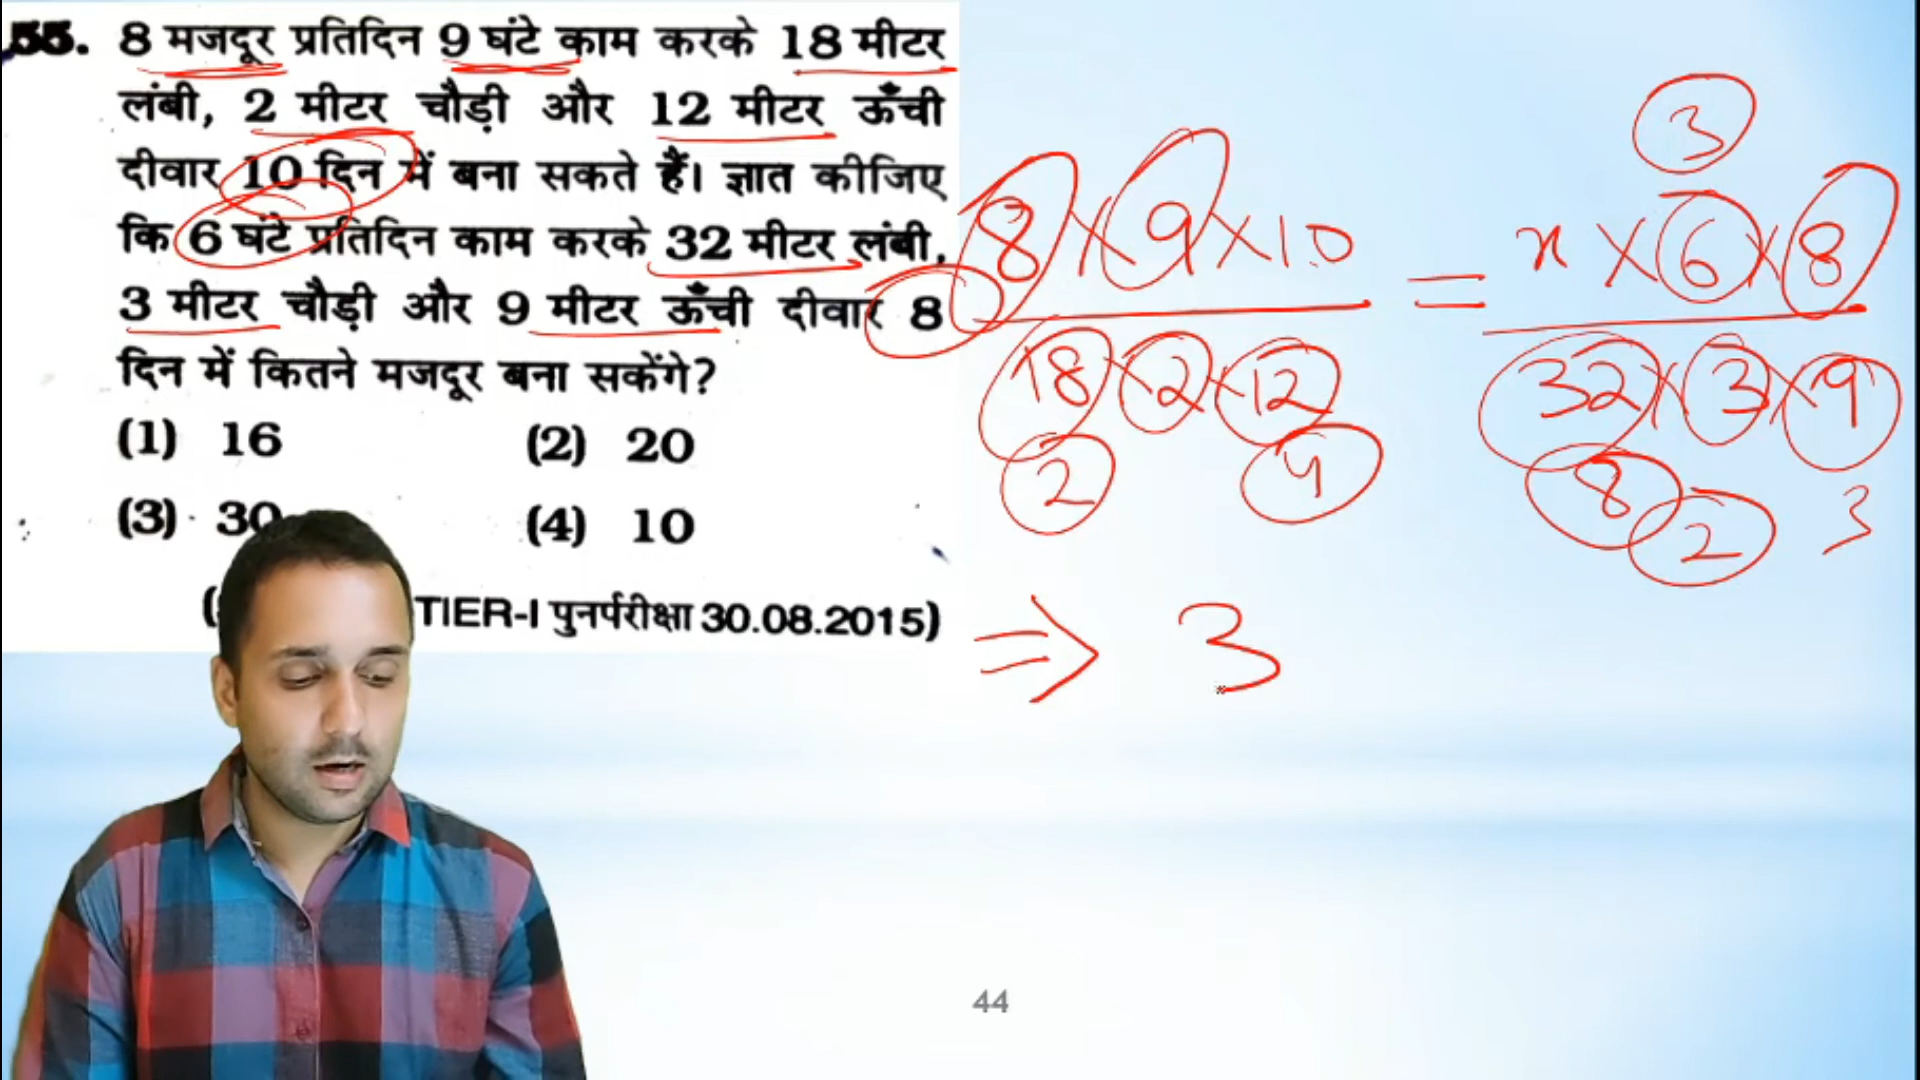 55. 8 मजदूर प्रतिदिन 9 घंटे काम करके 18 मीटर
लंबी, 2 मीटर चौड़ी और 12 मीटर ऊँची
दीवार 10 दिन में बना सकते हैं। ज्ञात कीजिए
कि 6 घंटे प्रतिदिन काम करके 32 मीटर लंबी,
3 मीटर चौड़ी और 9 मीटर ऊँची दीवार 8
दिन में कितने मजदूर बना सकेंगे?
(1) 16 (2) 20
(3) 30 (4) 10
TIER-I पुनर्परीक्षा 30.08.2015)
3
8 × 9 × 10 = x × 6 × 8
18 × 2 × 12 32 × 3 × 9
2 4 8 2 3
⇒ 3
44